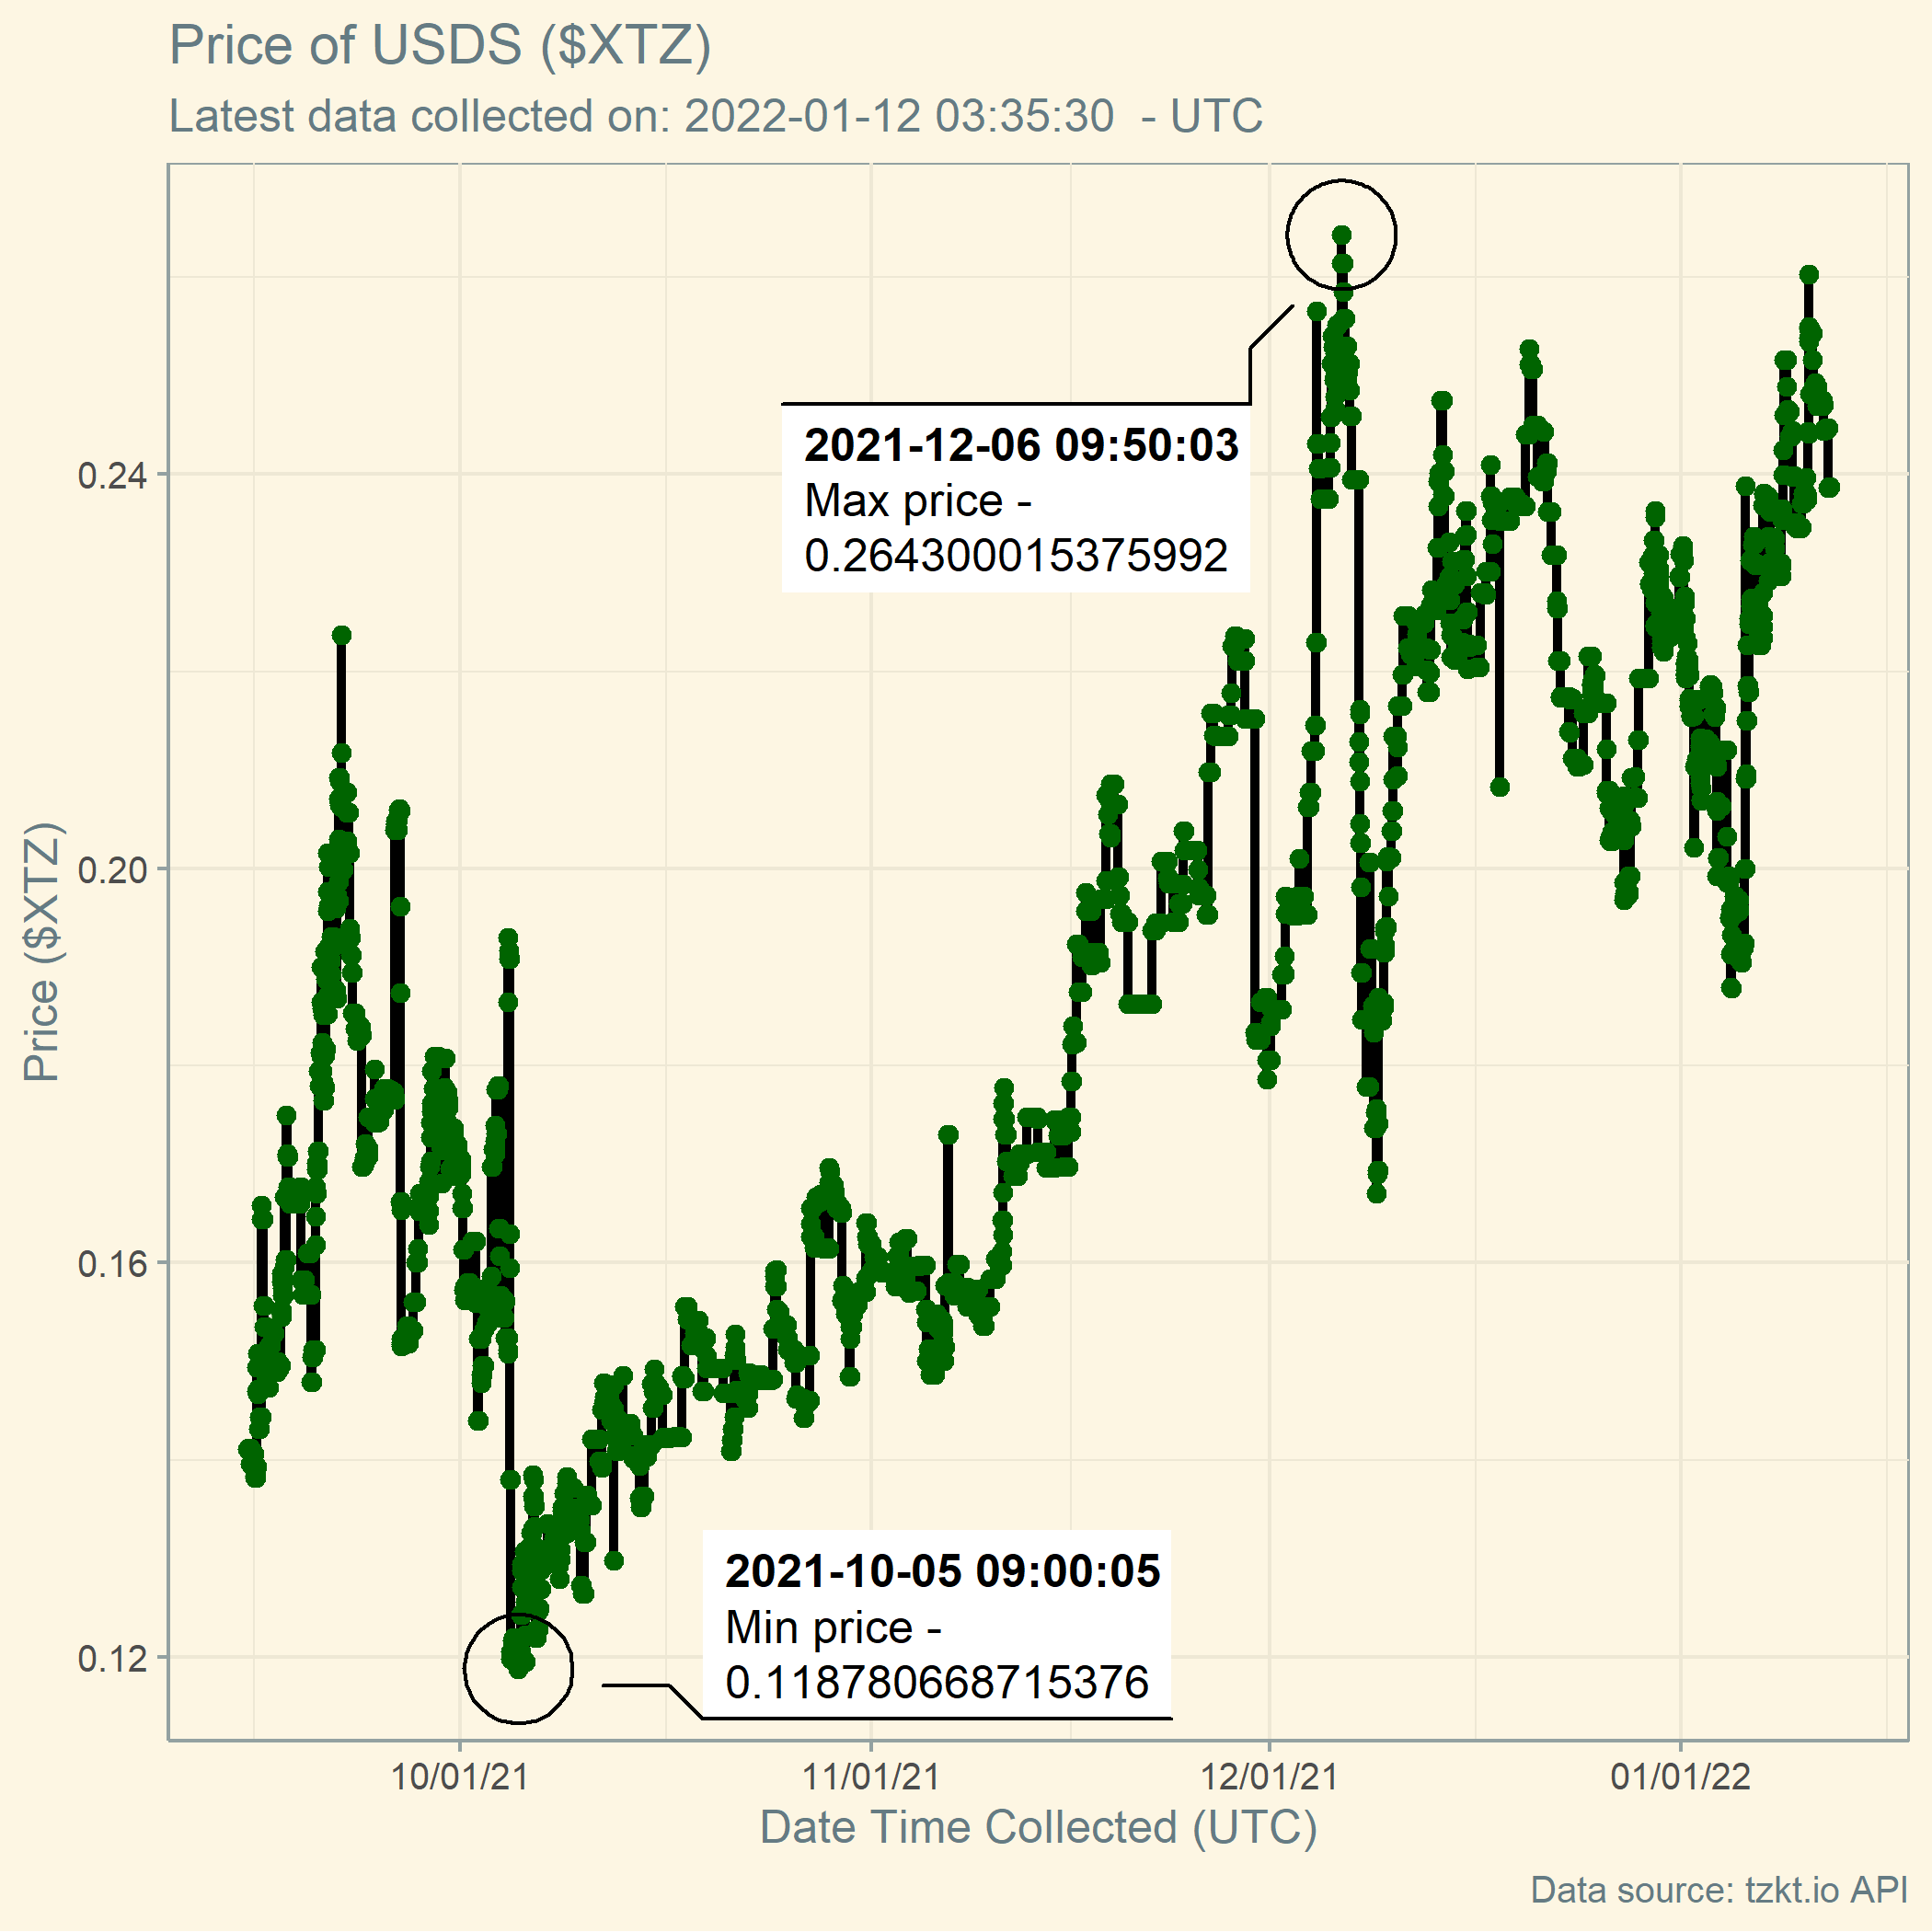 Price of USDS ($XTZ)
Latest data collected on: 2022-01-12 03:35:30  - UTC
2021-12-06 09:50:03
Max price -
0.264300015375992
0.24
0.20
Price ($XTZ)
0.16
2021-10-05 09:00:05
Min price -
0.118780668715376
0.12
10/01/21
11/01/21
12/01/21
01/01/22
Date Time Collected (UTC)
Data source: tzkt.io API